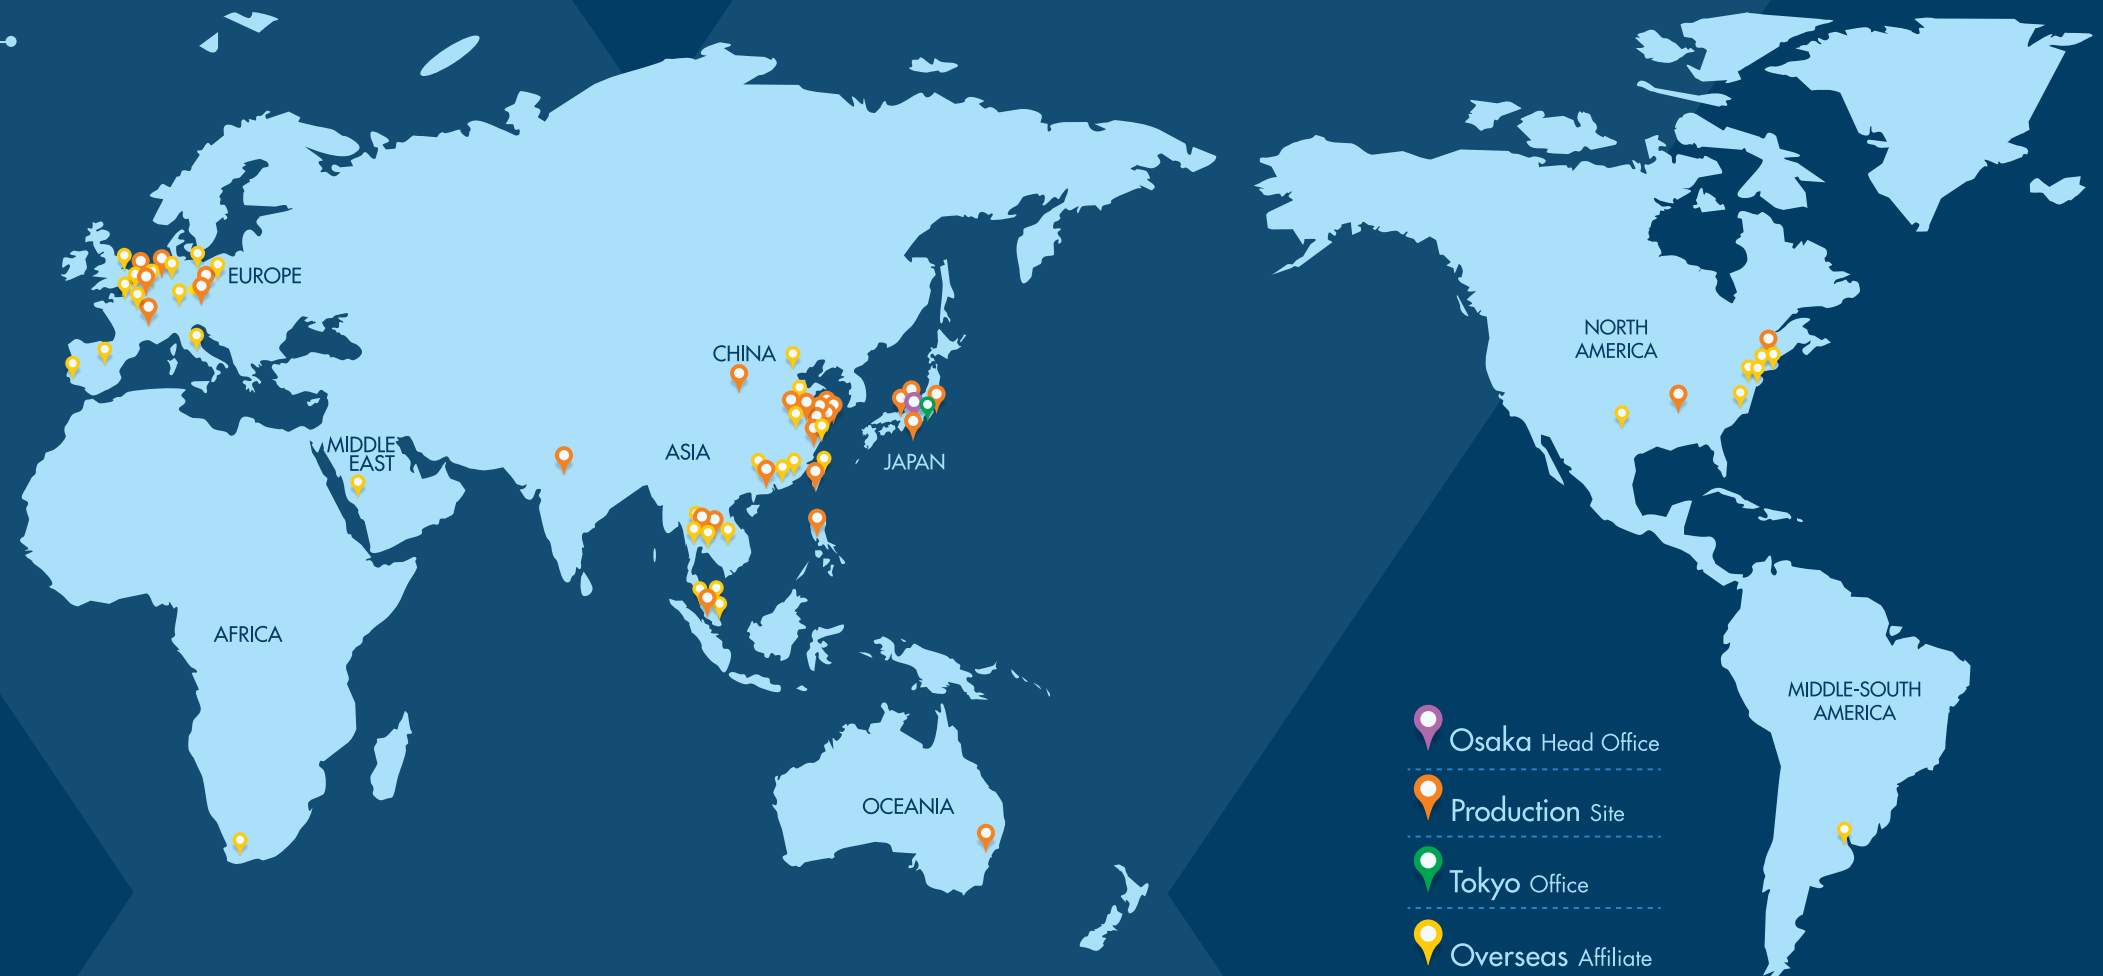 EUROPE
CHINA
NORTH
AMERICA
MIDDLE
EAST
ASIA
JAPAN
AFRICA
MIDDLE-SOUTH
AMERICA
OCEANIA
Osaka Head Office
Production Site
Tokyo Office
Overseas Affiliate